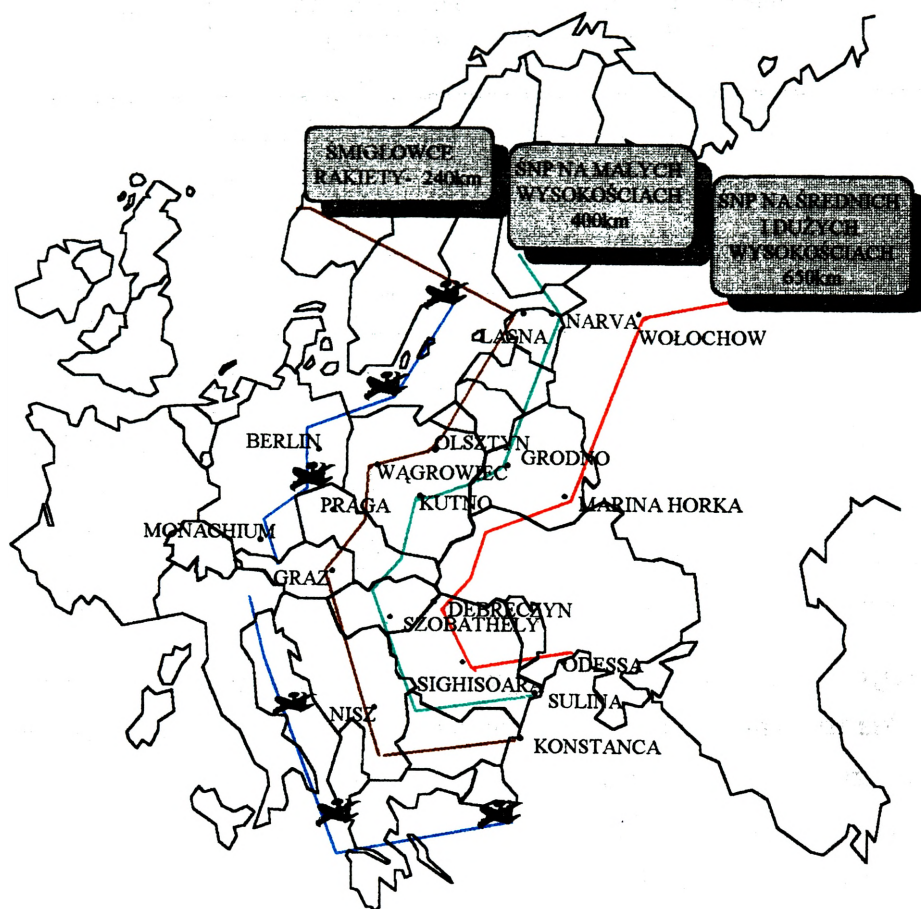 ŚMIGŁOWCE
RAKIETY- 240km
ŚNP NA MAŁYCH
WYSOKOŚCIACH
400km
ŚNP NA ŚREDNICH
I DUŻYCH
WYSOKOŚCIACH
650km
LASNA
NARVA
WOŁOCHOW
BERLIN
OLSZTYN
WĄGROWIEC
GRODNO
PRAGA
KUTNO
MARINA HORKA
MONACHIUM
GRAZ
DEBRECZYN
SZOBATHELY
SIGHISOARA
ODESSA
NISZ
SULINA
KONSTANCA